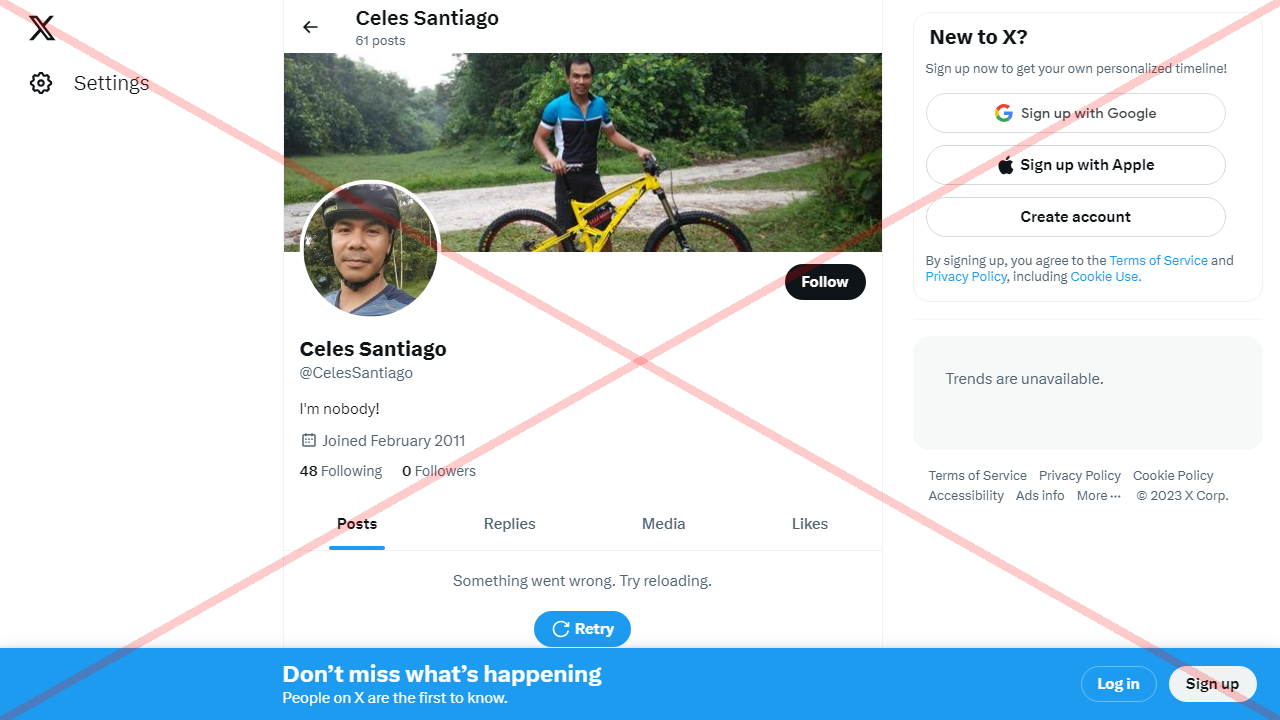 Celes Santiago
61 posts
Settings
Follow
Celes Santiago
@CelesSantiago
I'm nobody!
Joined February 2011
48 Following 0 Followers
Posts Replies Media Likes
Something went wrong. Try reloading.
Retry
New to X?
Sign up now to get your own personalized timeline!
Sign up with Google
Sign up with Apple
Create account
By signing up, you agree to the Terms of Service and
Privacy Policy, including Cookie Use.
Trends are unavailable.
Terms of Service Privacy Policy Cookie Policy
Accessibility Ads info More ··· © 2023 X Corp.
Don’t miss what’s happening
People on X are the first to know.
Log in Sign up